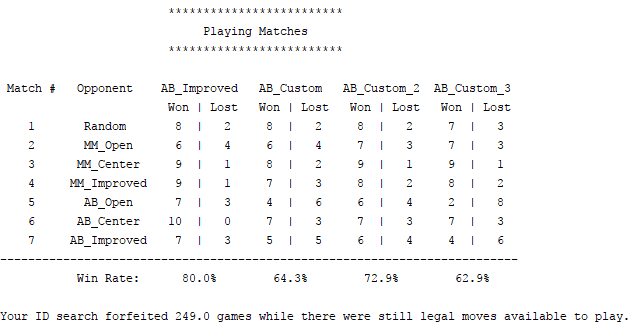 *************************
Playing Matches
*************************
Match #   Opponent   AB_Improved   AB_Custom   AB_Custom_2   AB_Custom_3
Won | Lost   Won | Lost   Won | Lost   Won | Lost
1   Random   8 | 2   8 | 2   8 | 2   7 | 3
2   MM_Open   6 | 4   6 | 4   7 | 3   7 | 3
3   MM_Center   9 | 1   8 | 2   9 | 1   9 | 1
4   MM_Improved   9 | 1   7 | 3   8 | 2   8 | 2
5   AB_Open   7 | 3   4 | 6   6 | 4   2 | 8
6   AB_Center   10 | 0   7 | 3   7 | 3   7 | 3
7   AB_Improved   7 | 3   5 | 5   6 | 4   4 | 6
--------------------------------------------------------------------------
Win Rate:   80.0%   64.3%   72.9%   62.9%
Your ID search forfeited 249.0 games while there were still legal moves available to play.